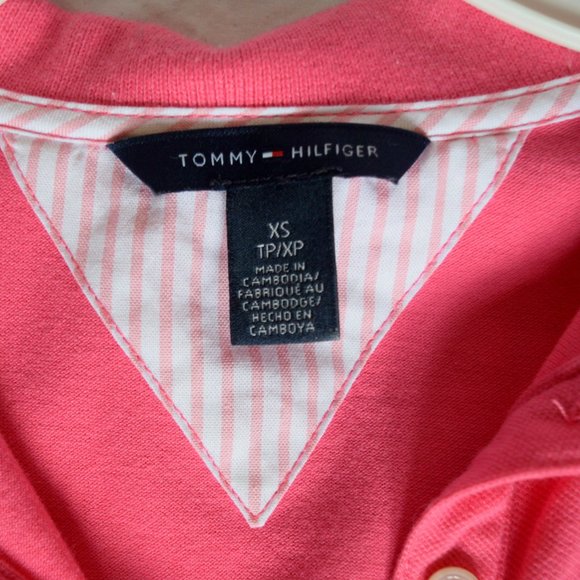 TOMMY HILFIGER
XS
TP/XP
MADE IN
CAMBODIA/
FABRIQUÉ AU
CAMBODGE/
HECHO EN
CAMBOYA